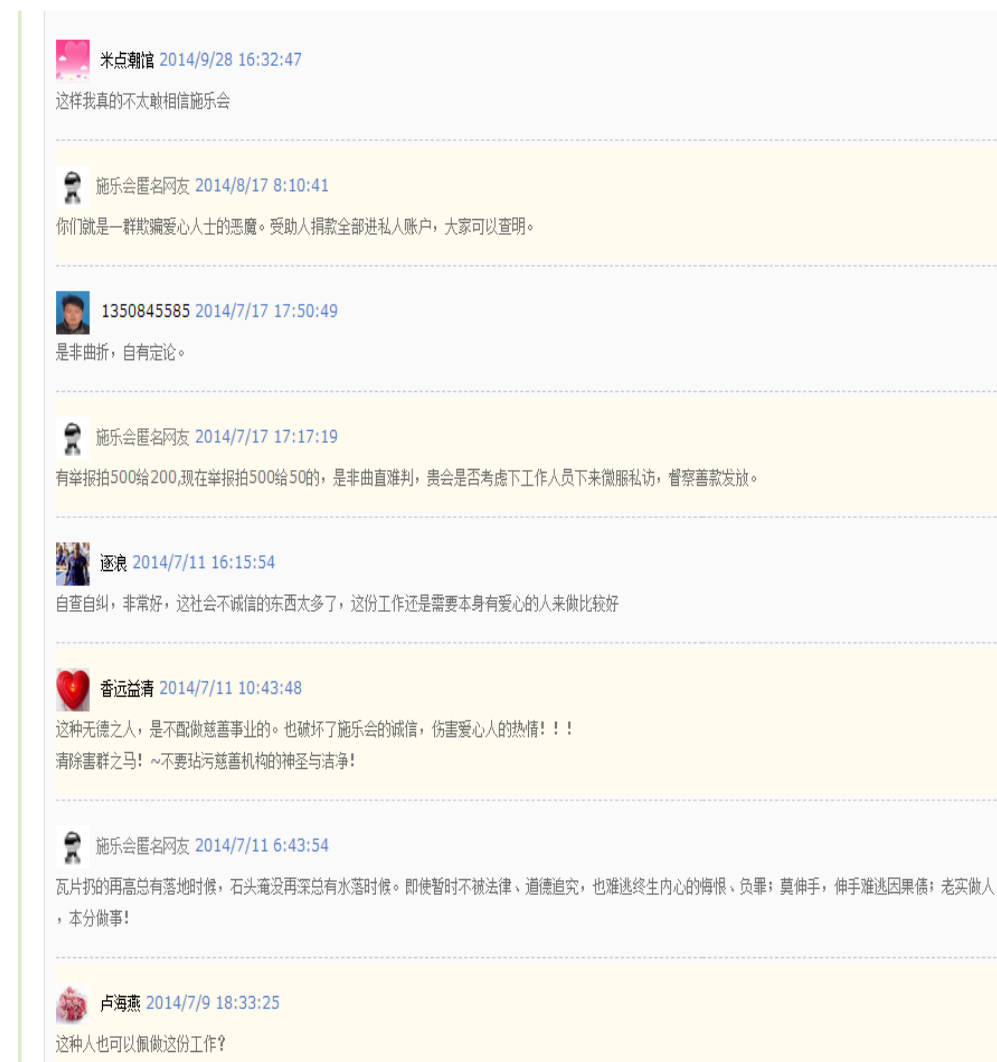 米点潮馆 2014/9/28 16:32:47
这样我真的不太敢相信施乐会
施乐会匿名网友 2014/8/17 8:10:41
你们就是一群欺骗爱心人士的恶魔。受助人捐款全部进私人账户，大家可以查明。
1350845585 2014/7/17 17:50:49
是非曲折，自有定论。
施乐会匿名网友 2014/7/17 17:17:19
有举报拍500给200,现在举报拍500给50的，是非曲直难判，贵会是否考虑下工作人员下来微服私访，督察善款发放。
逐浪 2014/7/11 16:15:54
自查自纠，非常好，这社会不诚信的东西太多了，这份工作还是需要本身有爱心的人来做比较好
香远益清 2014/7/11 10:43:48
这种无德之人，是不配做慈善事业的。也破坏了施乐会的诚信，伤害爱心人的热情！！！
清除害群之马！~不要玷污慈善机构的神圣与洁净！
施乐会匿名网友 2014/7/11 6:43:54
瓦片扔的再高总有落地时候，石头淹没再深总有水落时候。即使暂时不被法律、道德追究，也难逃终生内心的悔恨、负罪；莫伸手，伸手难逃因果债；老实做人
，本分做事！
卢海燕 2014/7/9 18:33:25
这种人也可以佩做这份工作？